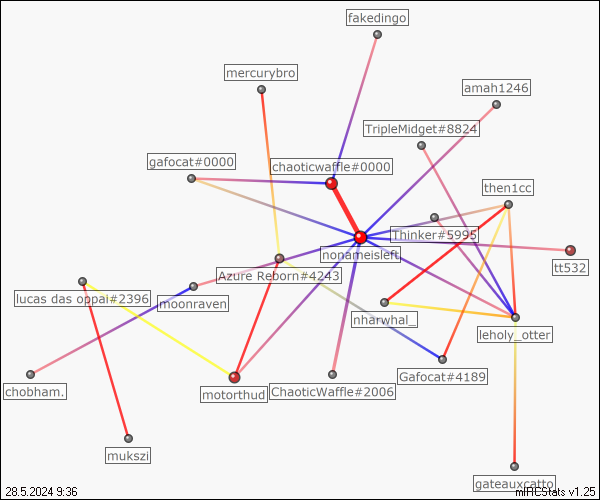 fakedingo
mercurybro
amah1246
TripleMidget#8824
gafocat#0000
chaoticwaffle#0000
then1cc
Thinker#5995
nonameisleft
Azure Reborn#4243
tt532
lucas das oppai#2396
moonraven
nharwhal_
leholy_otter
Gafocat#4189
chobham.
motorthud
ChaoticWaffle#2006
mukszi
gateauxcatto
28.5.2024 9:36
mIRCStats v1.25